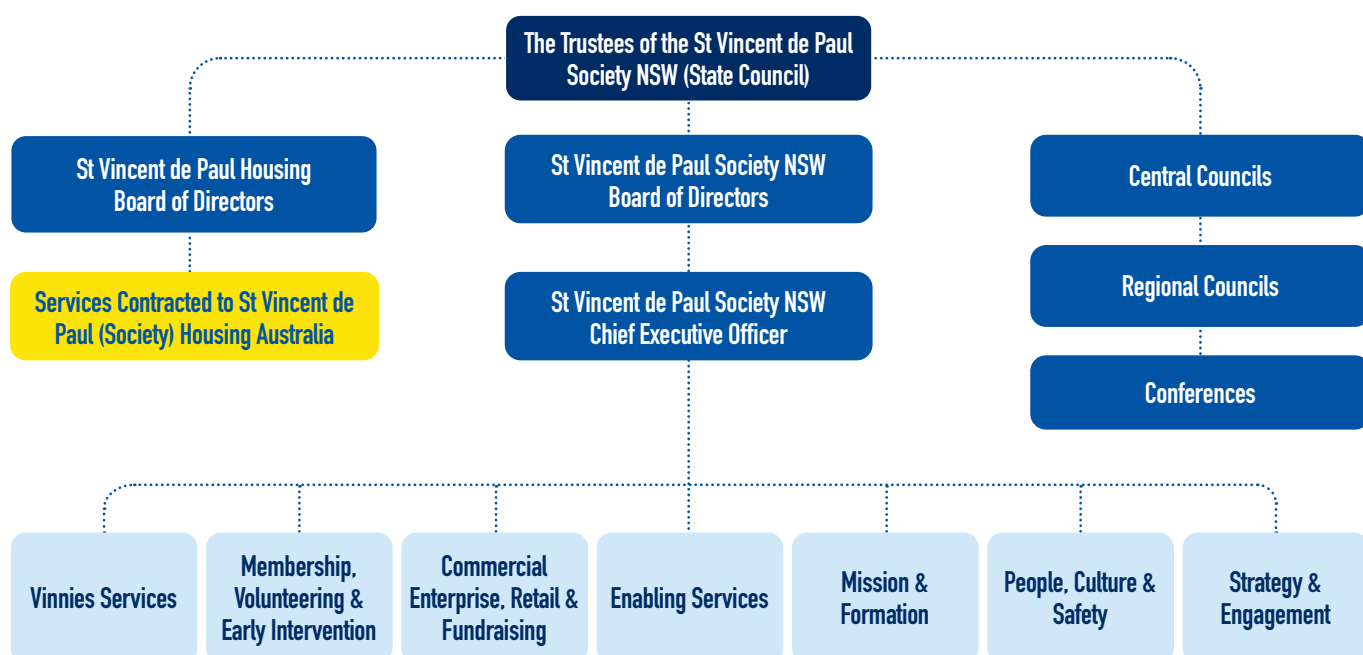 The Trustees of the St Vincent de Paul
Society NSW (State Council)
St Vincent de Paul Housing
Board of Directors
St Vincent de Paul Society NSW
Board of Directors
Central Councils
Services Contracted to St Vincent de
Paul (Society) Housing Australia
St Vincent de Paul Society NSW
Chief Executive Officer
Regional Councils
Conferences
Vinnies Services
Membership,
Volunteering &
Early Intervention
Commercial
Enterprise, Retail &
Fundraising
Enabling Services
Mission &
Formation
People, Culture &
Safety
Strategy &
Engagement